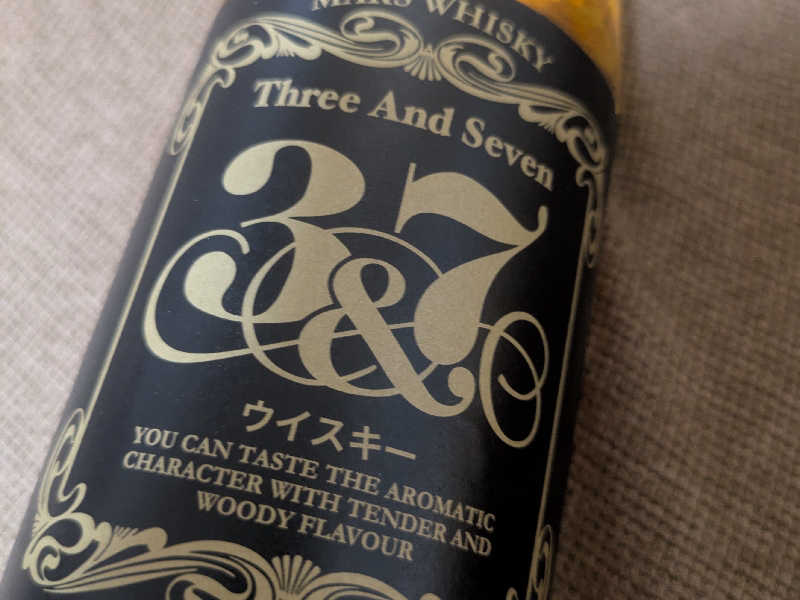 MARS WHISKY
Three And Seven
3&7
ウイスキー
YOU CAN TASTE THE AROMATIC
CHARACTER WITH TENDER AND
WOODY FLAVOUR